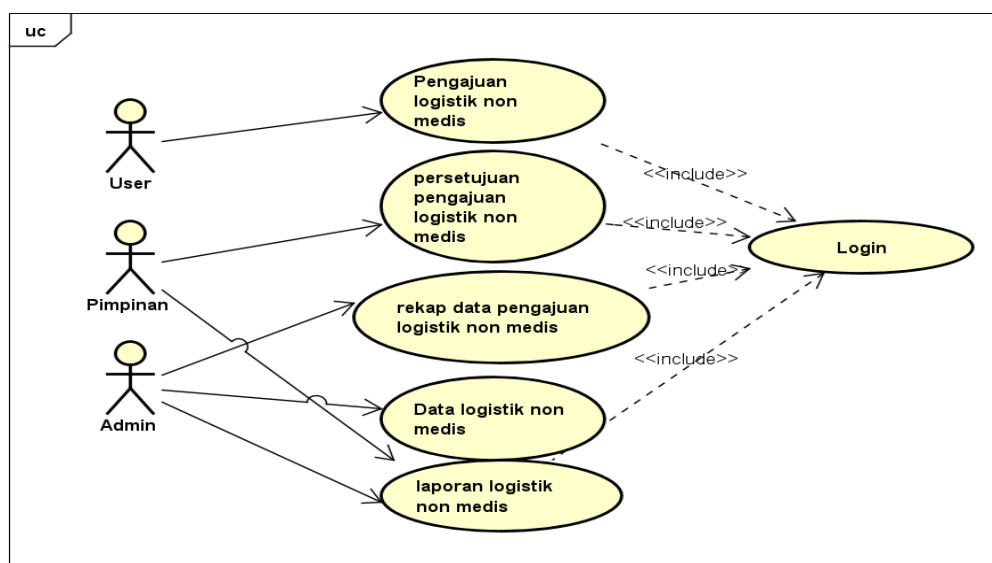 uc
Pengajuan
logistik non
medis
User
<<include>>
persetujuan
pengajuan
logistik non
medis
<<include>>
Login
Pimpinan
<<include>>
rekap data pengajuan
logistik non medis
<<include>>
Admin
Data logistik non
medis
laporan logistik
non medis